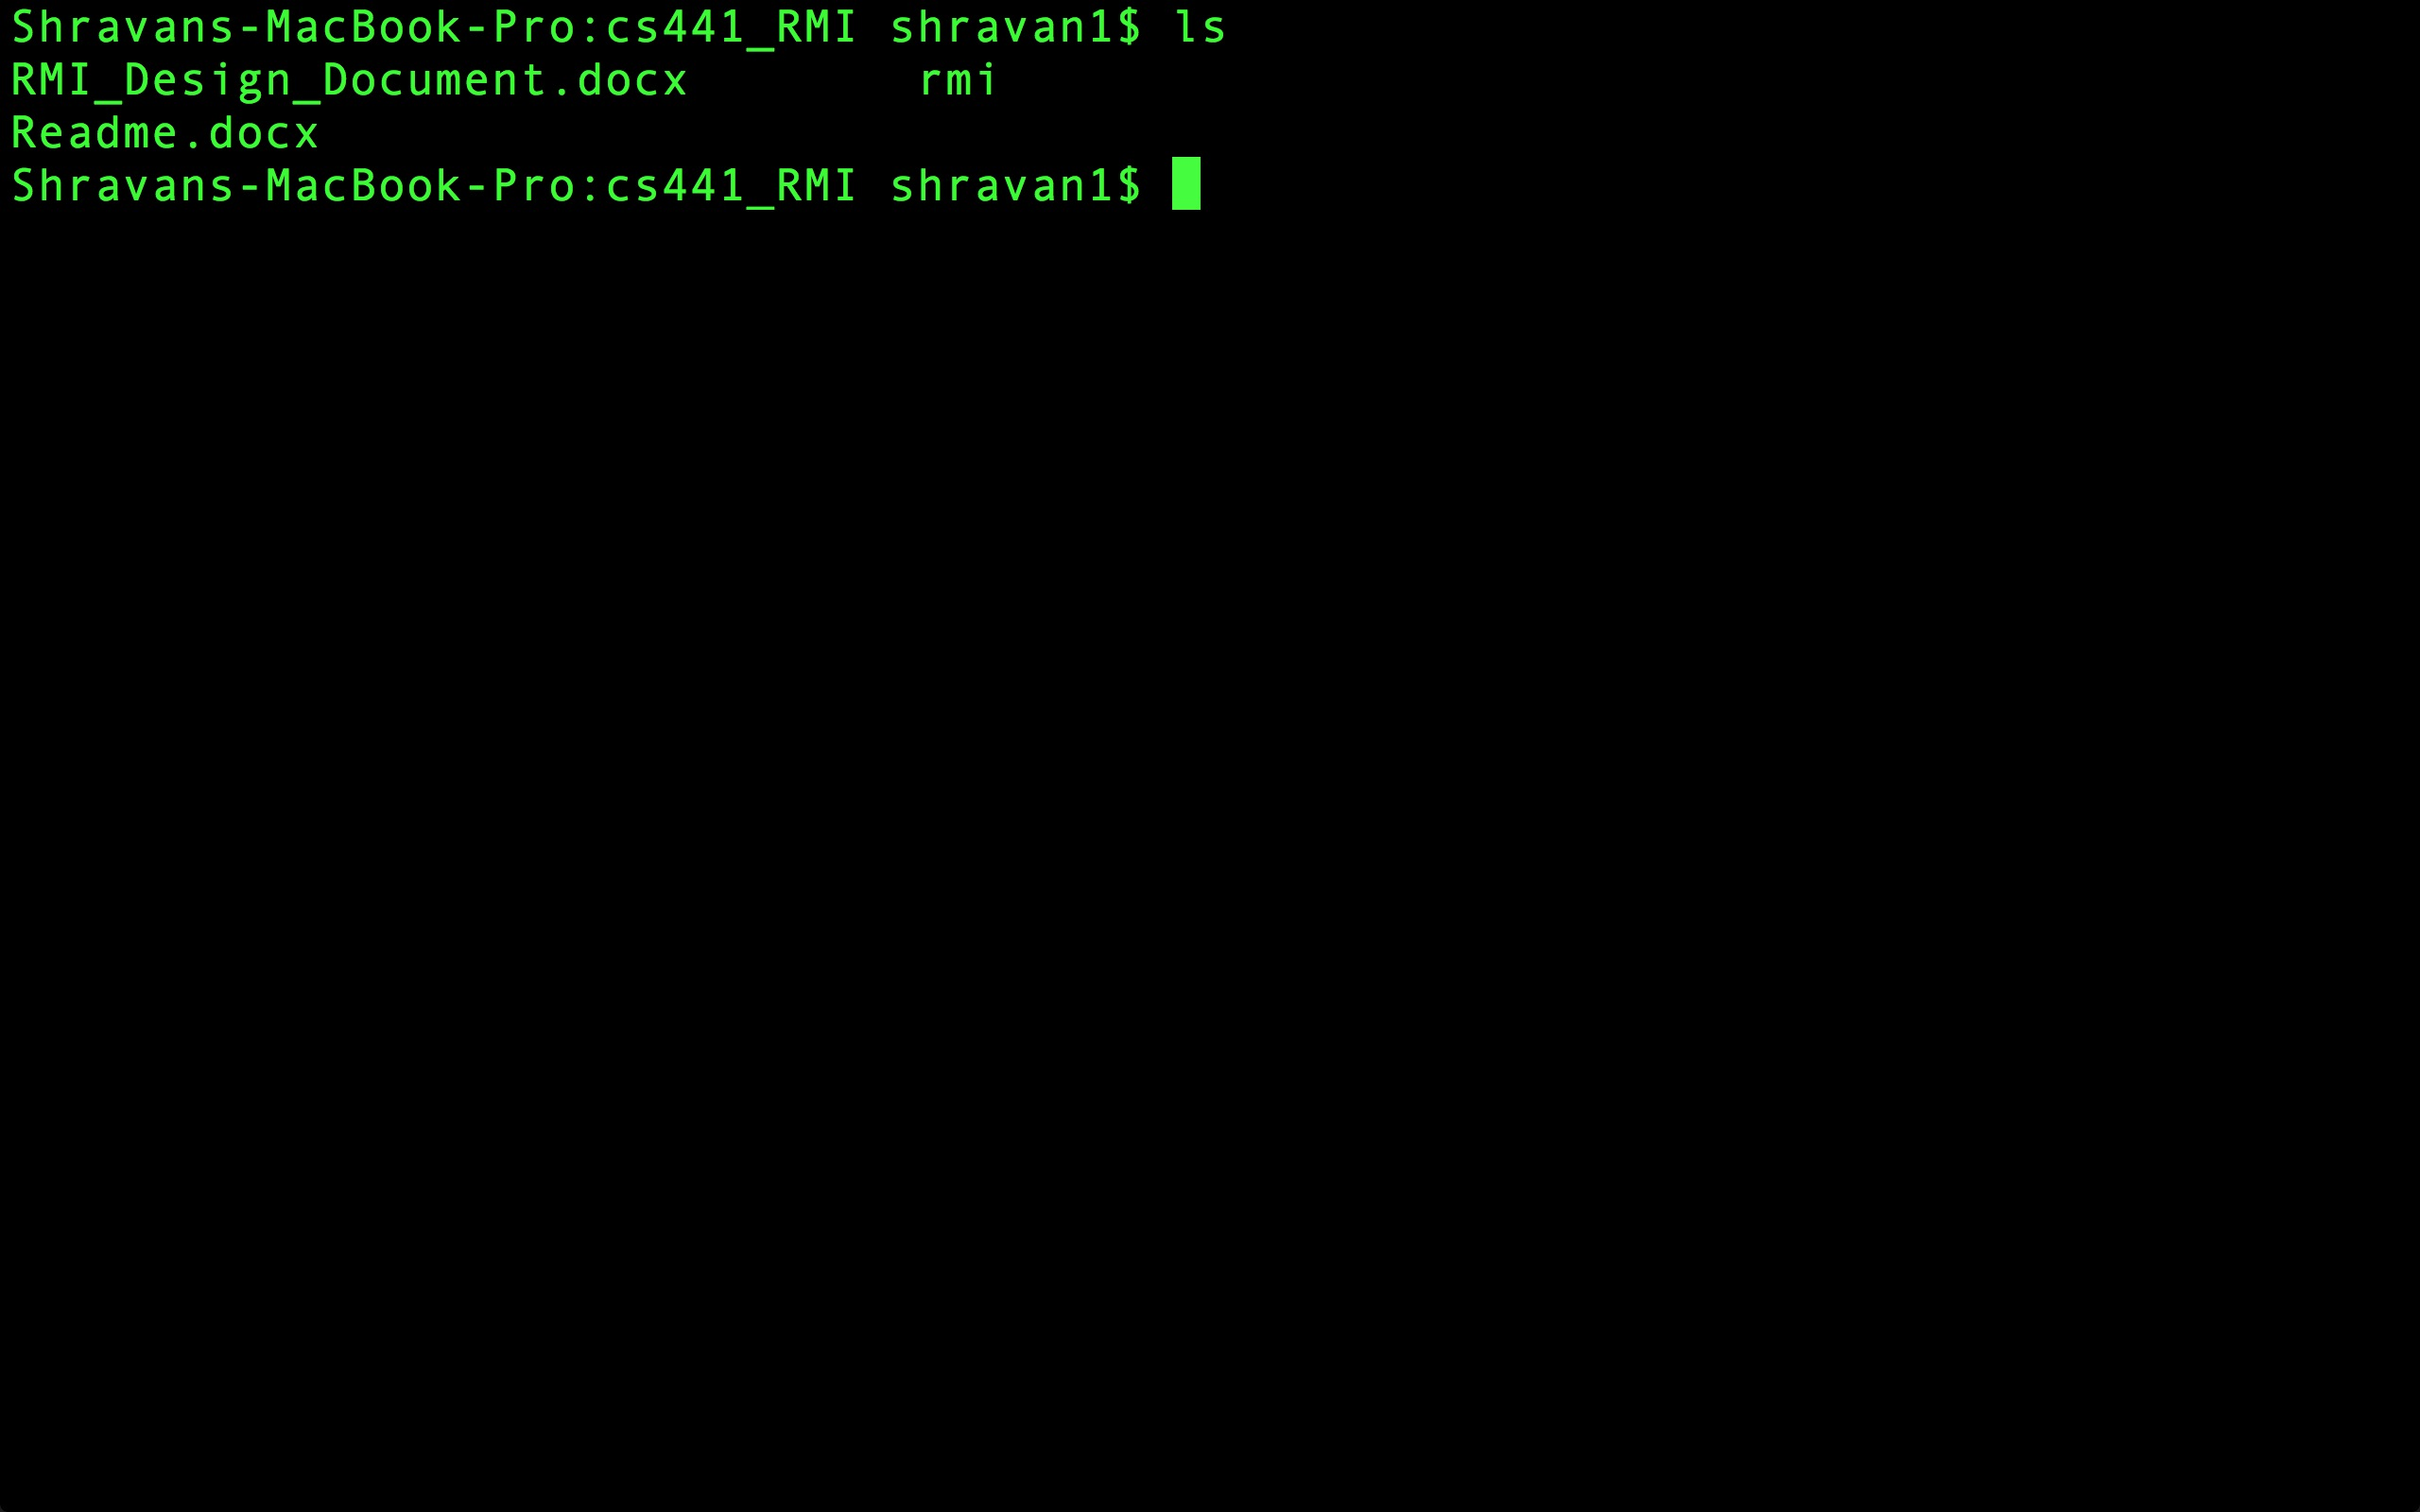 Shravans-MacBook-Pro:cs441_RMI shravan1$ ls
RMI_Design_Document.docx        rmi
Readme.docx
Shravans-MacBook-Pro:cs441_RMI shravan1$